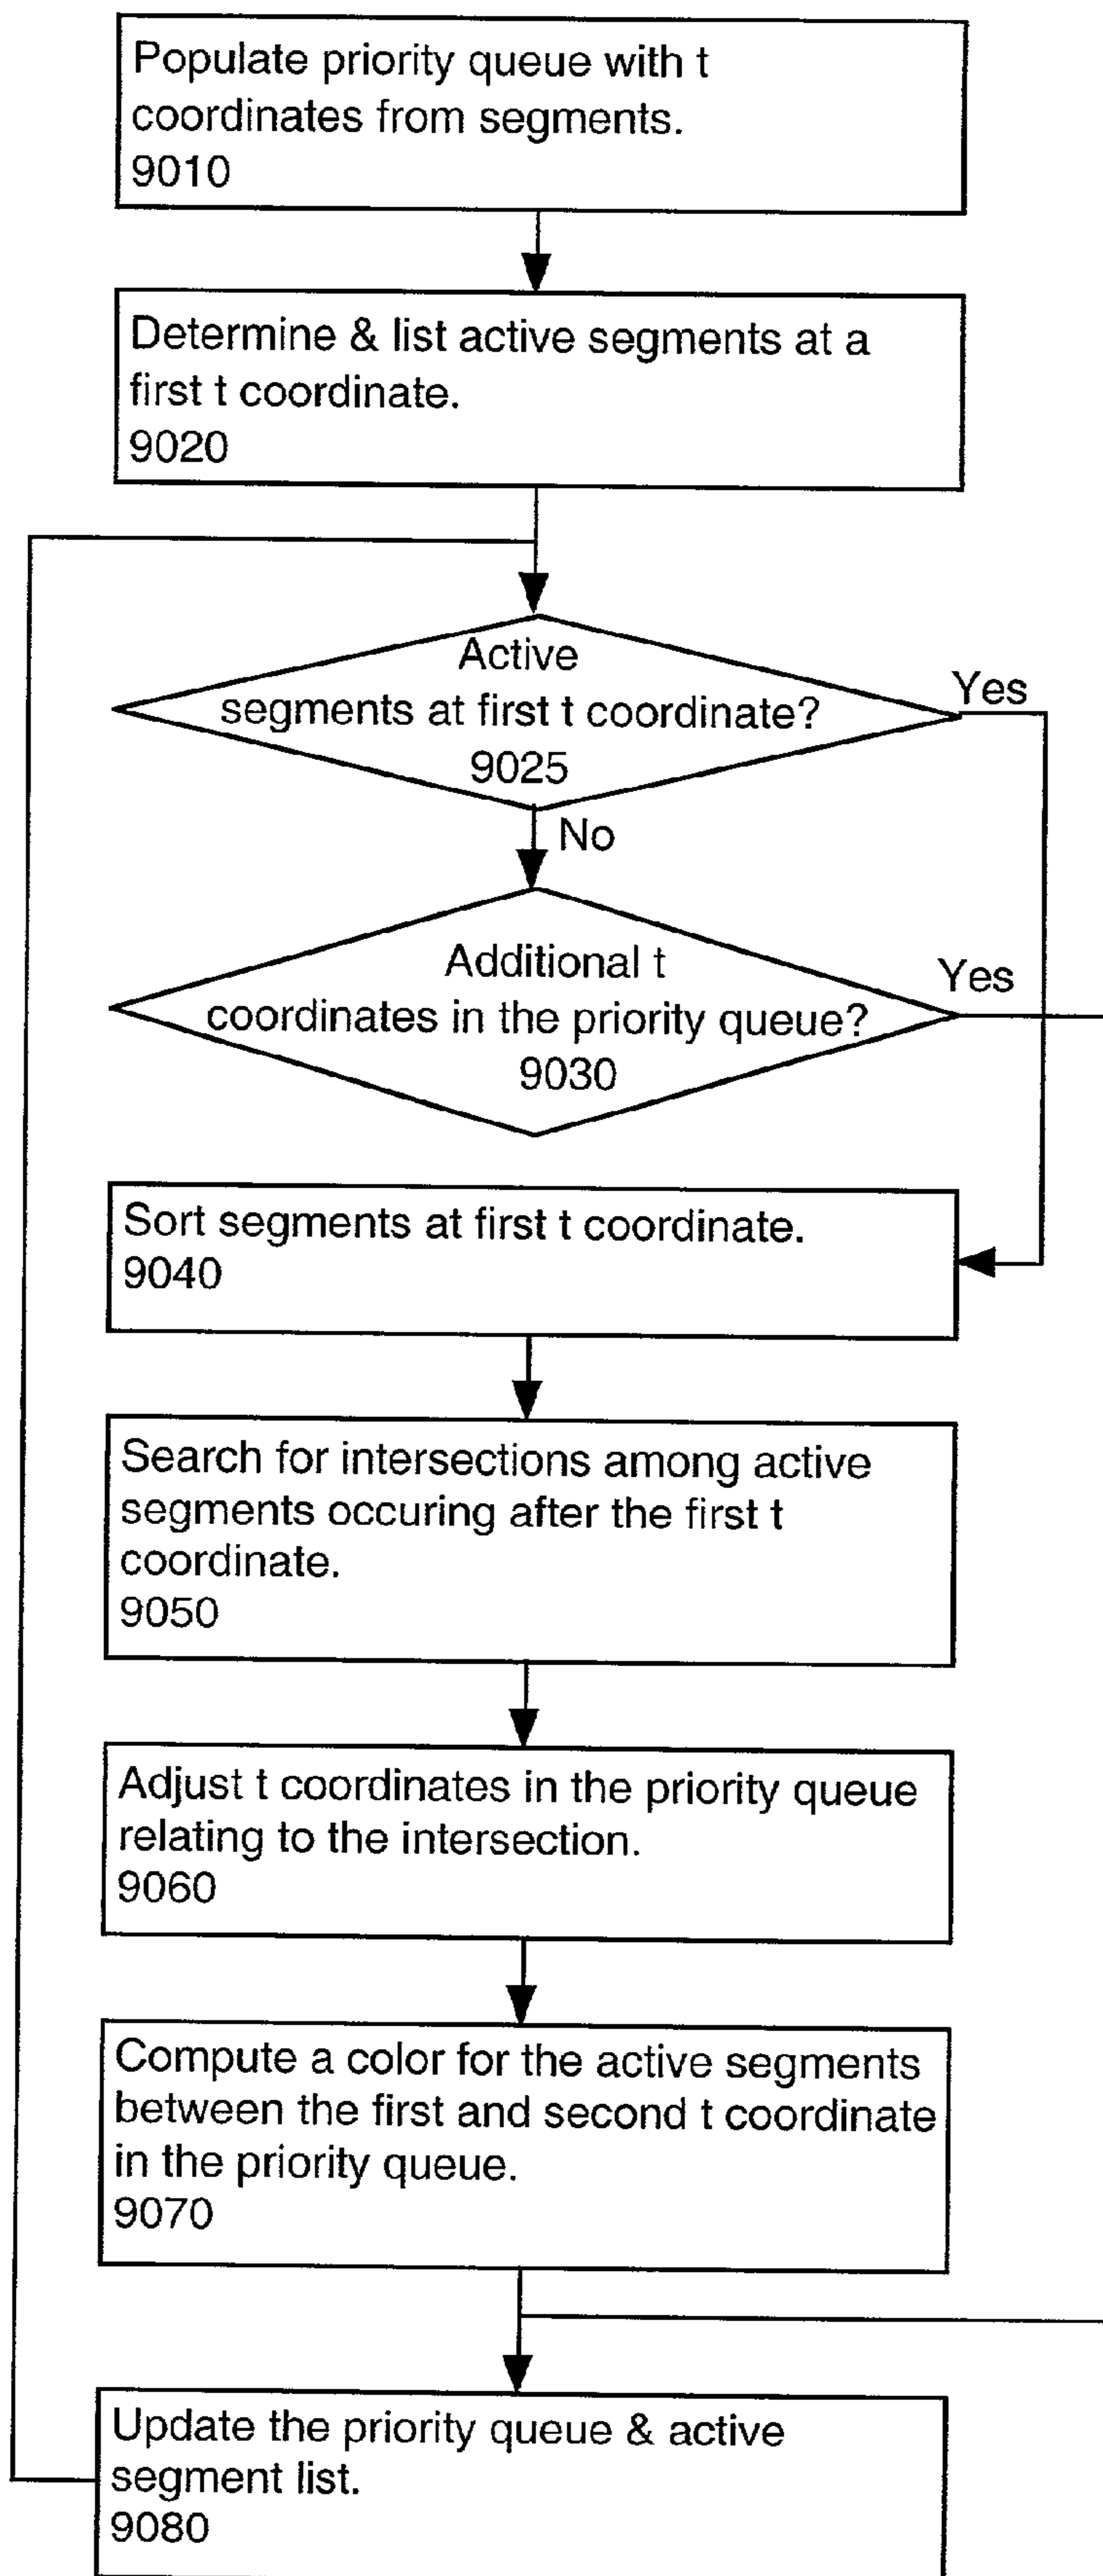 Populate priority queue with t
coordinates from segments.
9010
Determine & list active segments at a
first t coordinate.
9020
Active
segments at first t coordinate?
9025
Yes
No
Additional t
coordinates in the priority queue?
9030
Yes
Sort segments at first t coordinate.
9040
Search for intersections among active
segments occuring after the first t
coordinate.
9050
Adjust t coordinates in the priority queue
relating to the intersection.
9060
Compute a color for the active segments
between the first and second t coordinate
in the priority queue.
9070
Update the priority queue & active
segment list.
9080